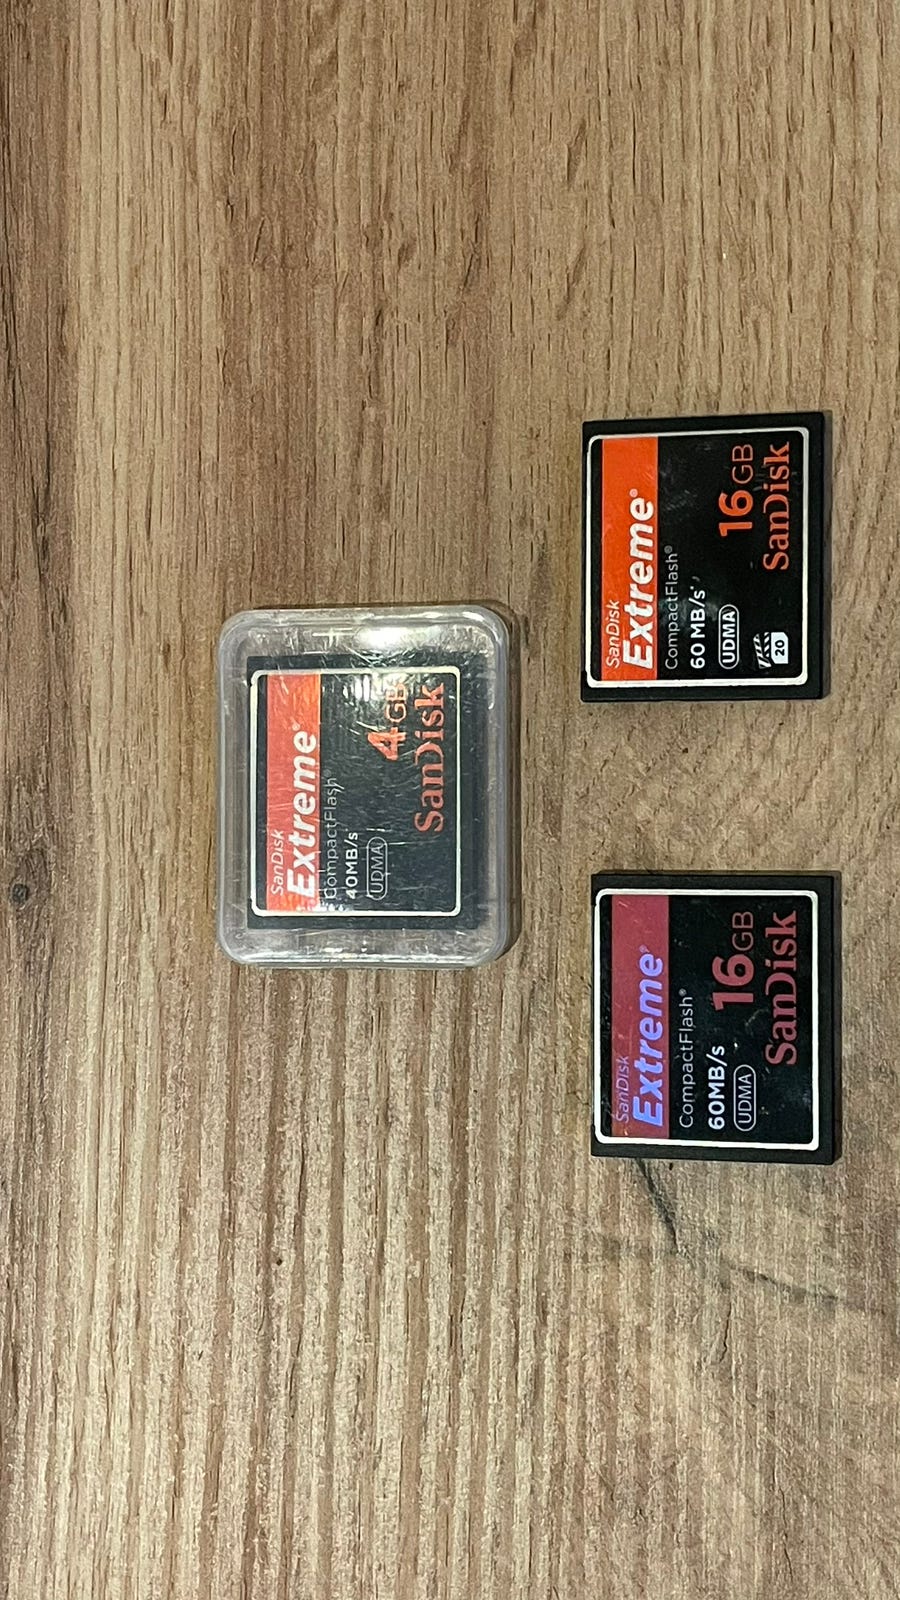 SanDisk
Extreme®
CompactFlash®
40MB/s*
UDMA
4GB
SanDisk
SanDisk
Extreme®
CompactFlash®
60MB/s
UDMA
16GB
SanDisk
SanDisk
Extreme®
CompactFlash®
60 MB/s*
UDMA
20
16GB
SanDisk